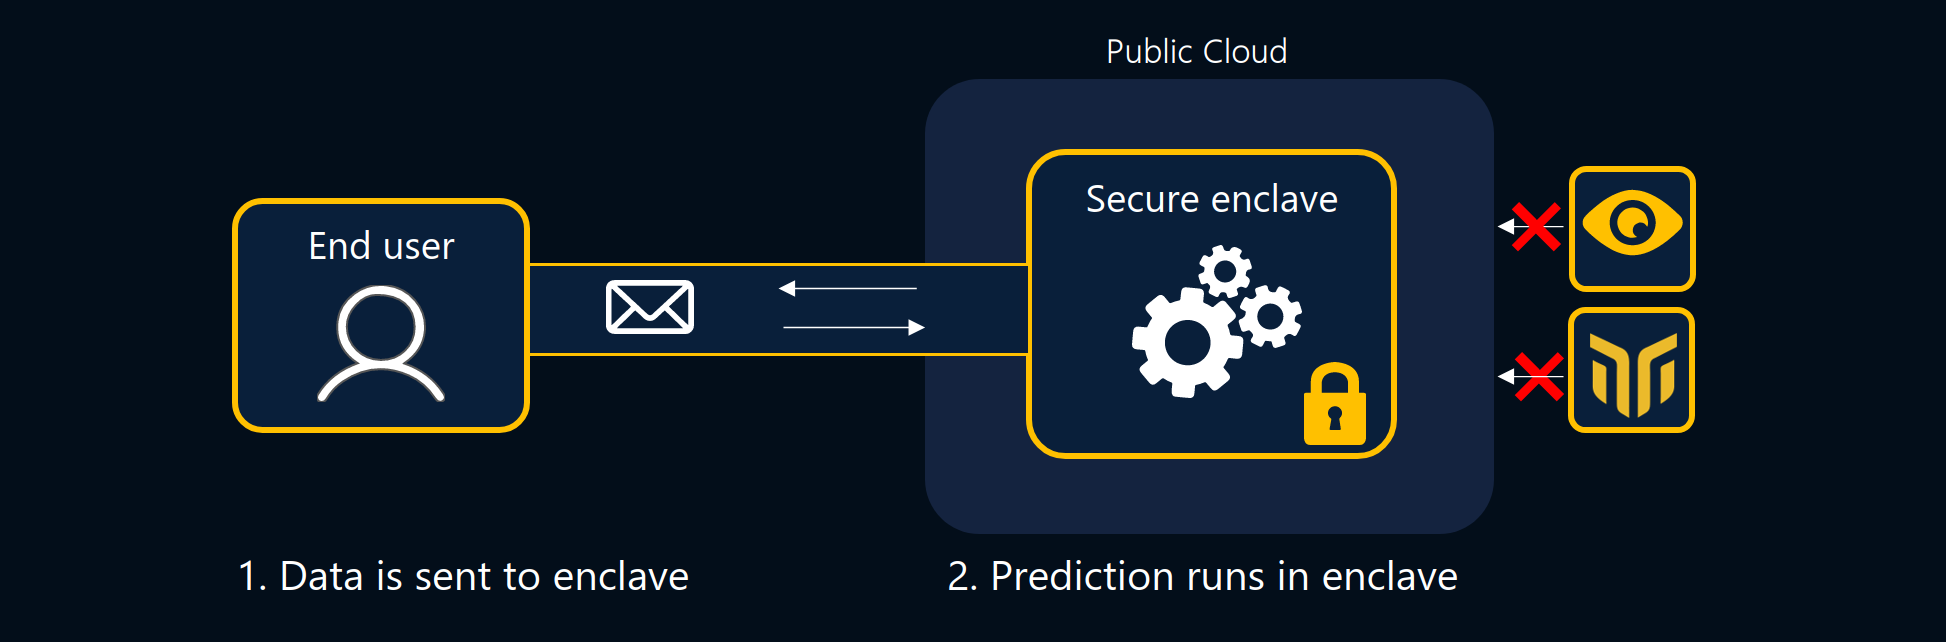 Public Cloud
Secure enclave
End user
1. Data is sent to enclave
2. Prediction runs in enclave